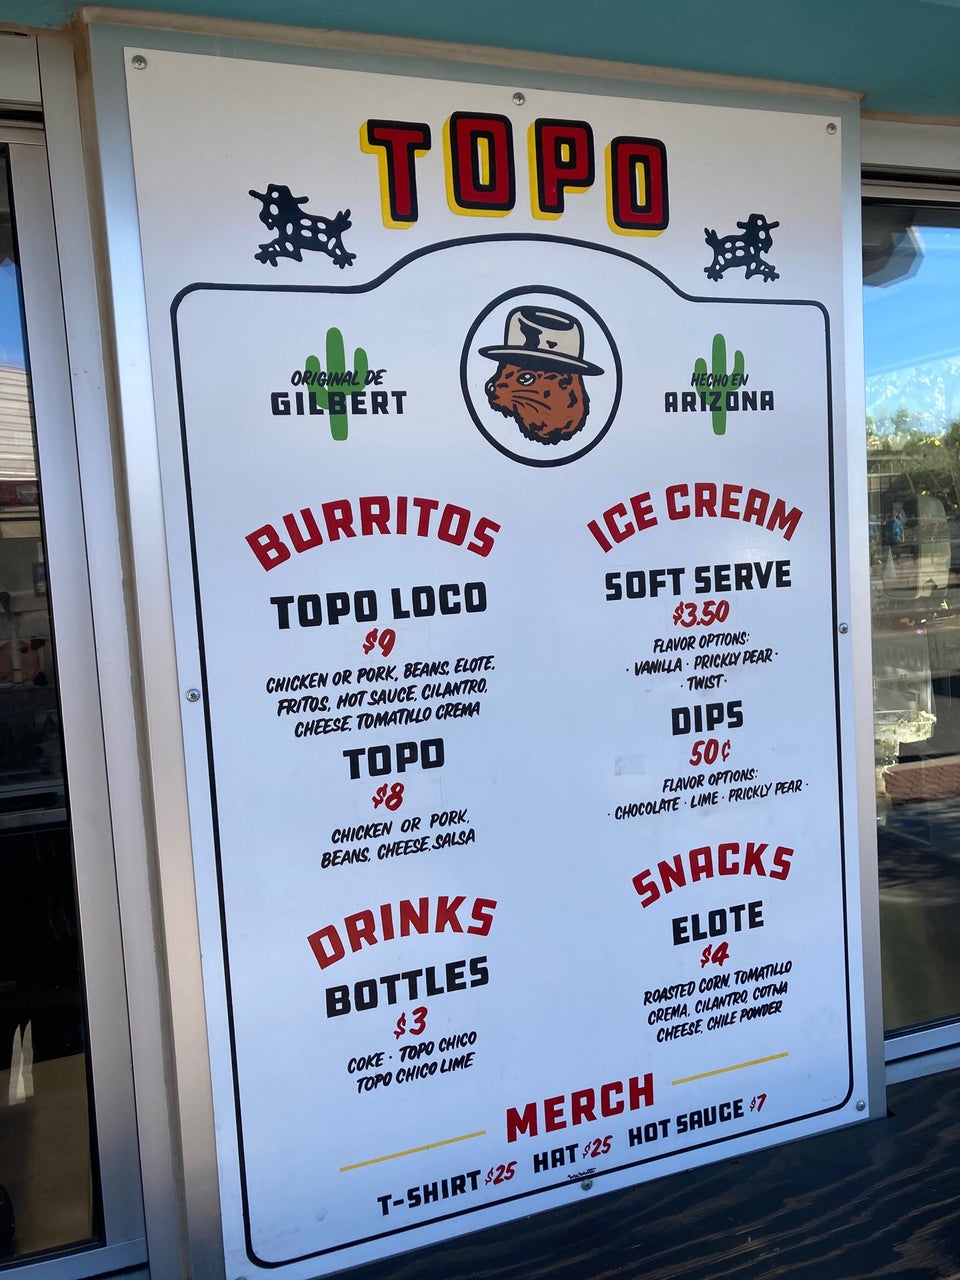 TOPO
ORIGINAL DE
GILBERT
HECHO EN
ARIZONA
BURRITOS
TOPO LOCO
$9
CHICKEN OR PORK, BEANS, ELOTE,
FRITOS, HOT SAUCE, CILANTRO,
CHEESE, TOMATILLO CREMA
TOPO
$8
CHICKEN OR PORK,
BEANS, CHEESE, SALSA
DRINKS
BOTTLES
$3
COKE · TOPO CHICO
TOPO CHICO LIME
ICE CREAM
SOFT SERVE
$3.50
FLAVOR OPTIONS:
· VANILLA · PRICKLY PEAR ·
· TWIST ·
DIPS
50¢
FLAVOR OPTIONS:
· CHOCOLATE · LIME · PRICKLY PEAR ·
SNACKS
ELOTE
$4
ROASTED CORN, TOMATILLO
CREMA, CILANTRO, COTIJA
CHEESE, CHILE POWDER
MERCH
T-SHIRT $25 HAT $25 HOT SAUCE $7